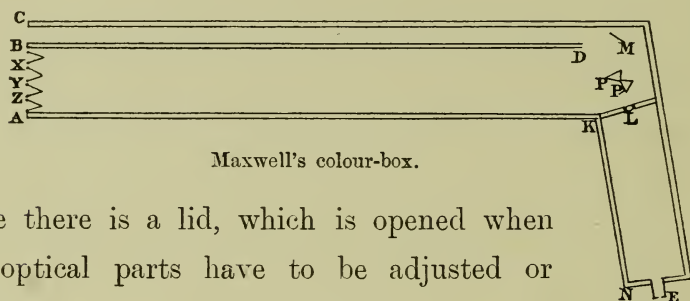 C
B
D
M
X
Y
Z
P
P
A
K
L
Maxwell's colour-box.
e there is a lid, which is opened when
optical parts have to be adjusted or
N
E